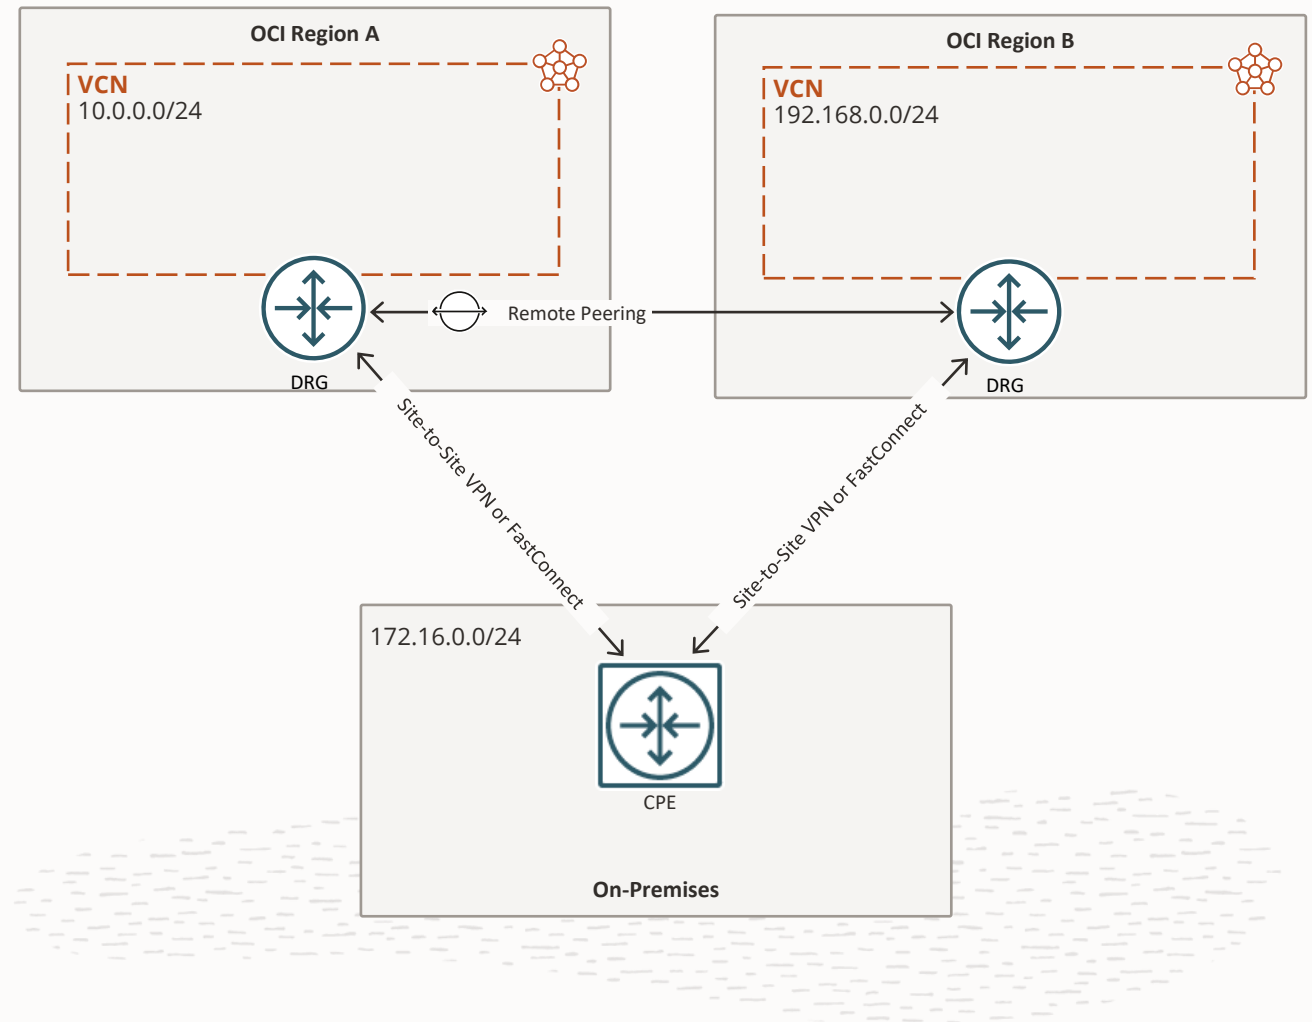 OCI Region A
VCN
10.0.0.0/24
DRG
OCI Region B
VCN
192.168.0.0/24
DRG
Remote Peering
Site-to-Site VPN or FastConnect
Site-to-Site VPN or FastConnect
172.16.0.0/24
CPE
On-Premises